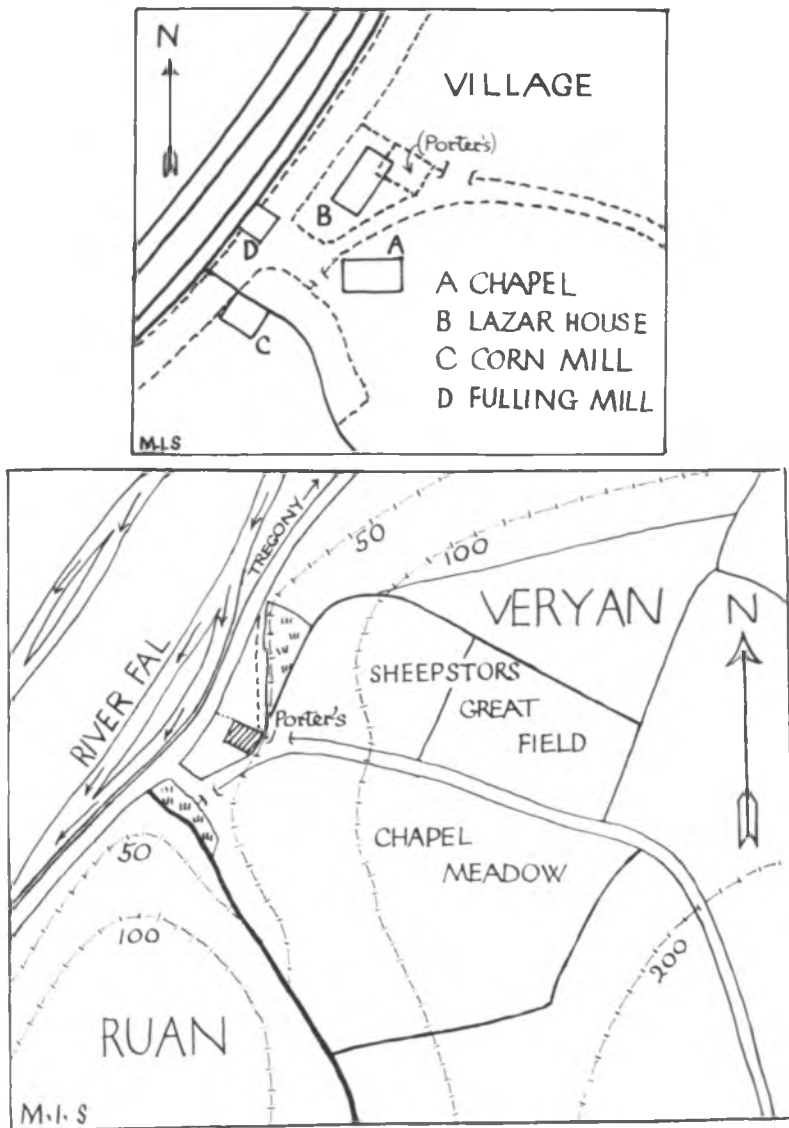 N
VILLAGE
(Porter's)
B
D
A
C
A CHAPEL
B LAZAR HOUSE
C CORN MILL
D FULLING MILL
M.I.S
TREGONY
50
100
VERYAN
N
RIVER FAL
SHEEPSTORS
GREAT
FIELD
Porter's
CHAPEL
MEADOW
50
100
200
RUAN
M.I.S